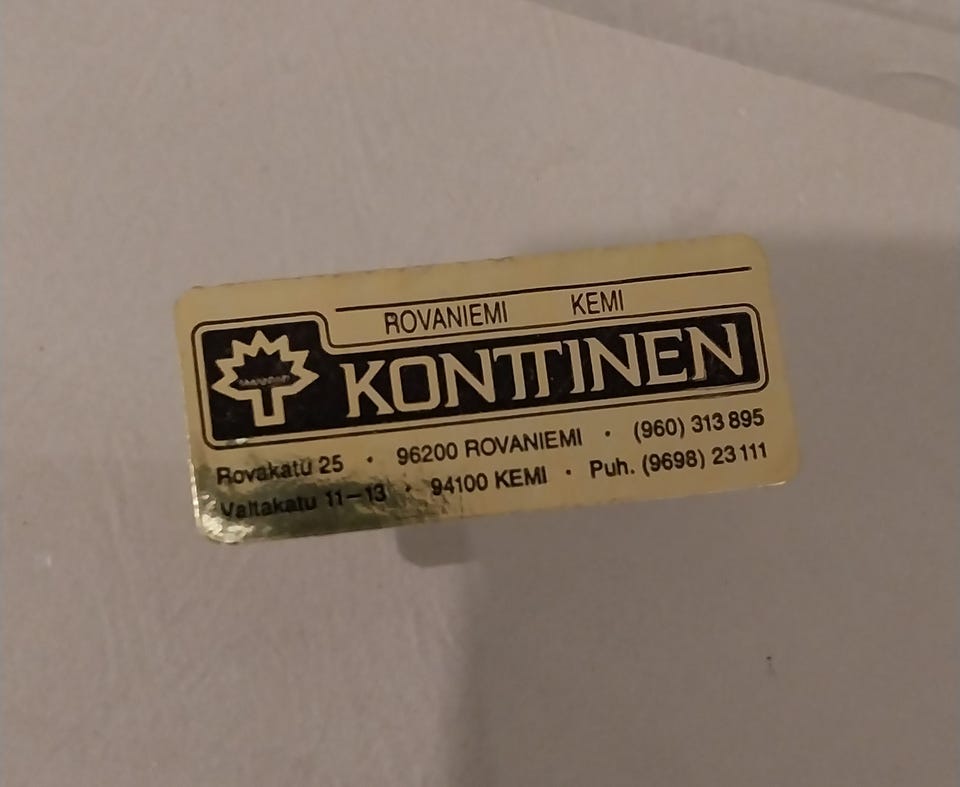 ROVANIEMI KEMI
KONTTINEN
Rovakatu 25 · 96200 ROVANIEMI · (960) 313 895
Valtakatu 11–13 · 94100 KEMI · Puh. (9698) 23 111